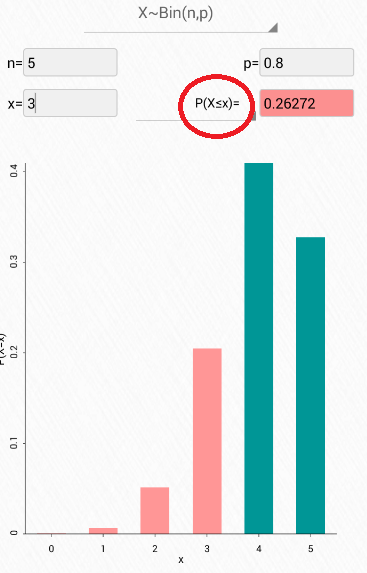 X~Bin(n,p)
n= 5 p= 0.8
x= 3 P(X≤x)= 0.26272
0.4
0.3
0.2
0.1
0
P(X=x)
0 1 2 3 4 5
x